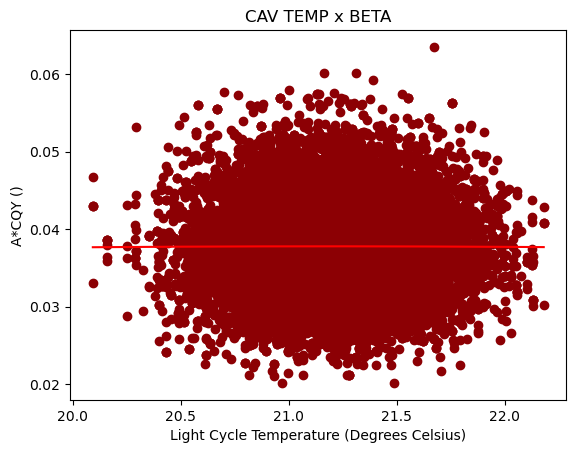 CAV TEMP x BETA
A*CQY ()
0.06
0.05
0.04
0.03
0.02
20.0 20.5 21.0 21.5 22.0
Light Cycle Temperature (Degrees Celsius)